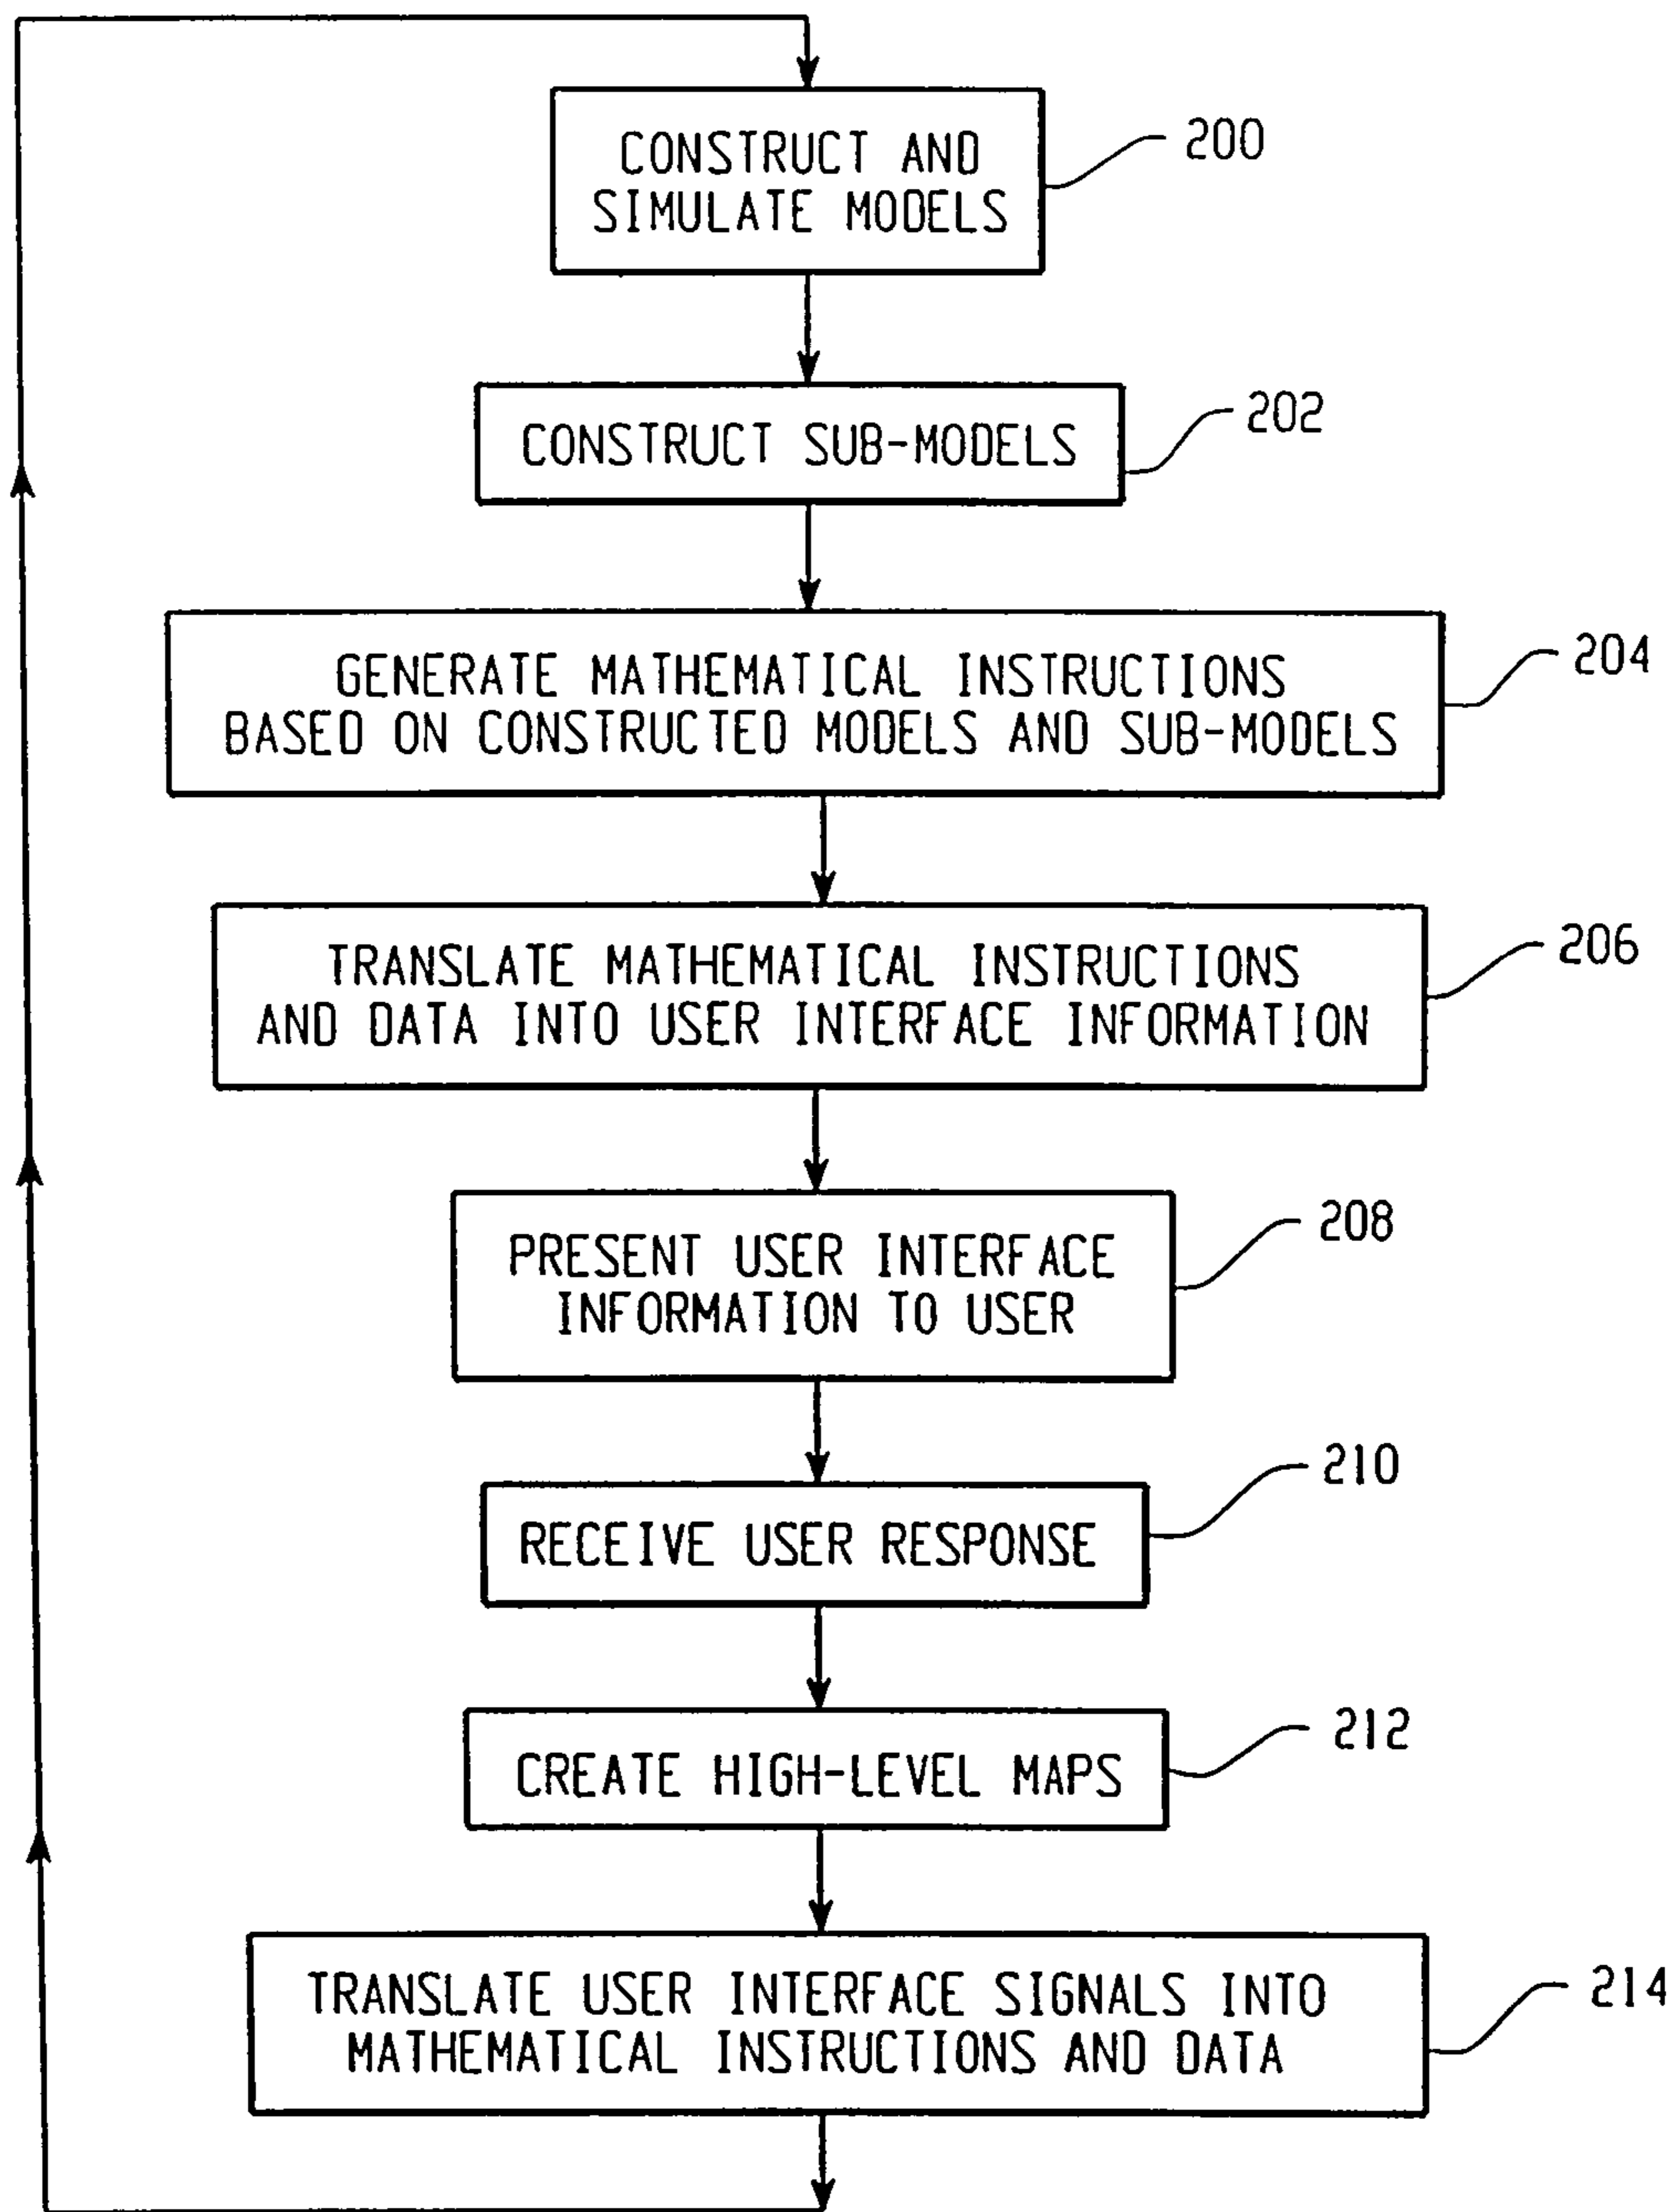 CONSTRUCT AND
SIMULATE MODELS
200
CONSTRUCT SUB-MODELS
202
GENERATE MATHEMATICAL INSTRUCTIONS
BASED ON CONSTRUCTED MODELS AND SUB-MODELS
204
TRANSLATE MATHEMATICAL INSTRUCTIONS
AND DATA INTO USER INTERFACE INFORMATION
206
PRESENT USER INTERFACE
INFORMATION TO USER
208
RECEIVE USER RESPONSE
210
CREATE HIGH-LEVEL MAPS
212
TRANSLATE USER INTERFACE SIGNALS INTO
MATHEMATICAL INSTRUCTIONS AND DATA
214